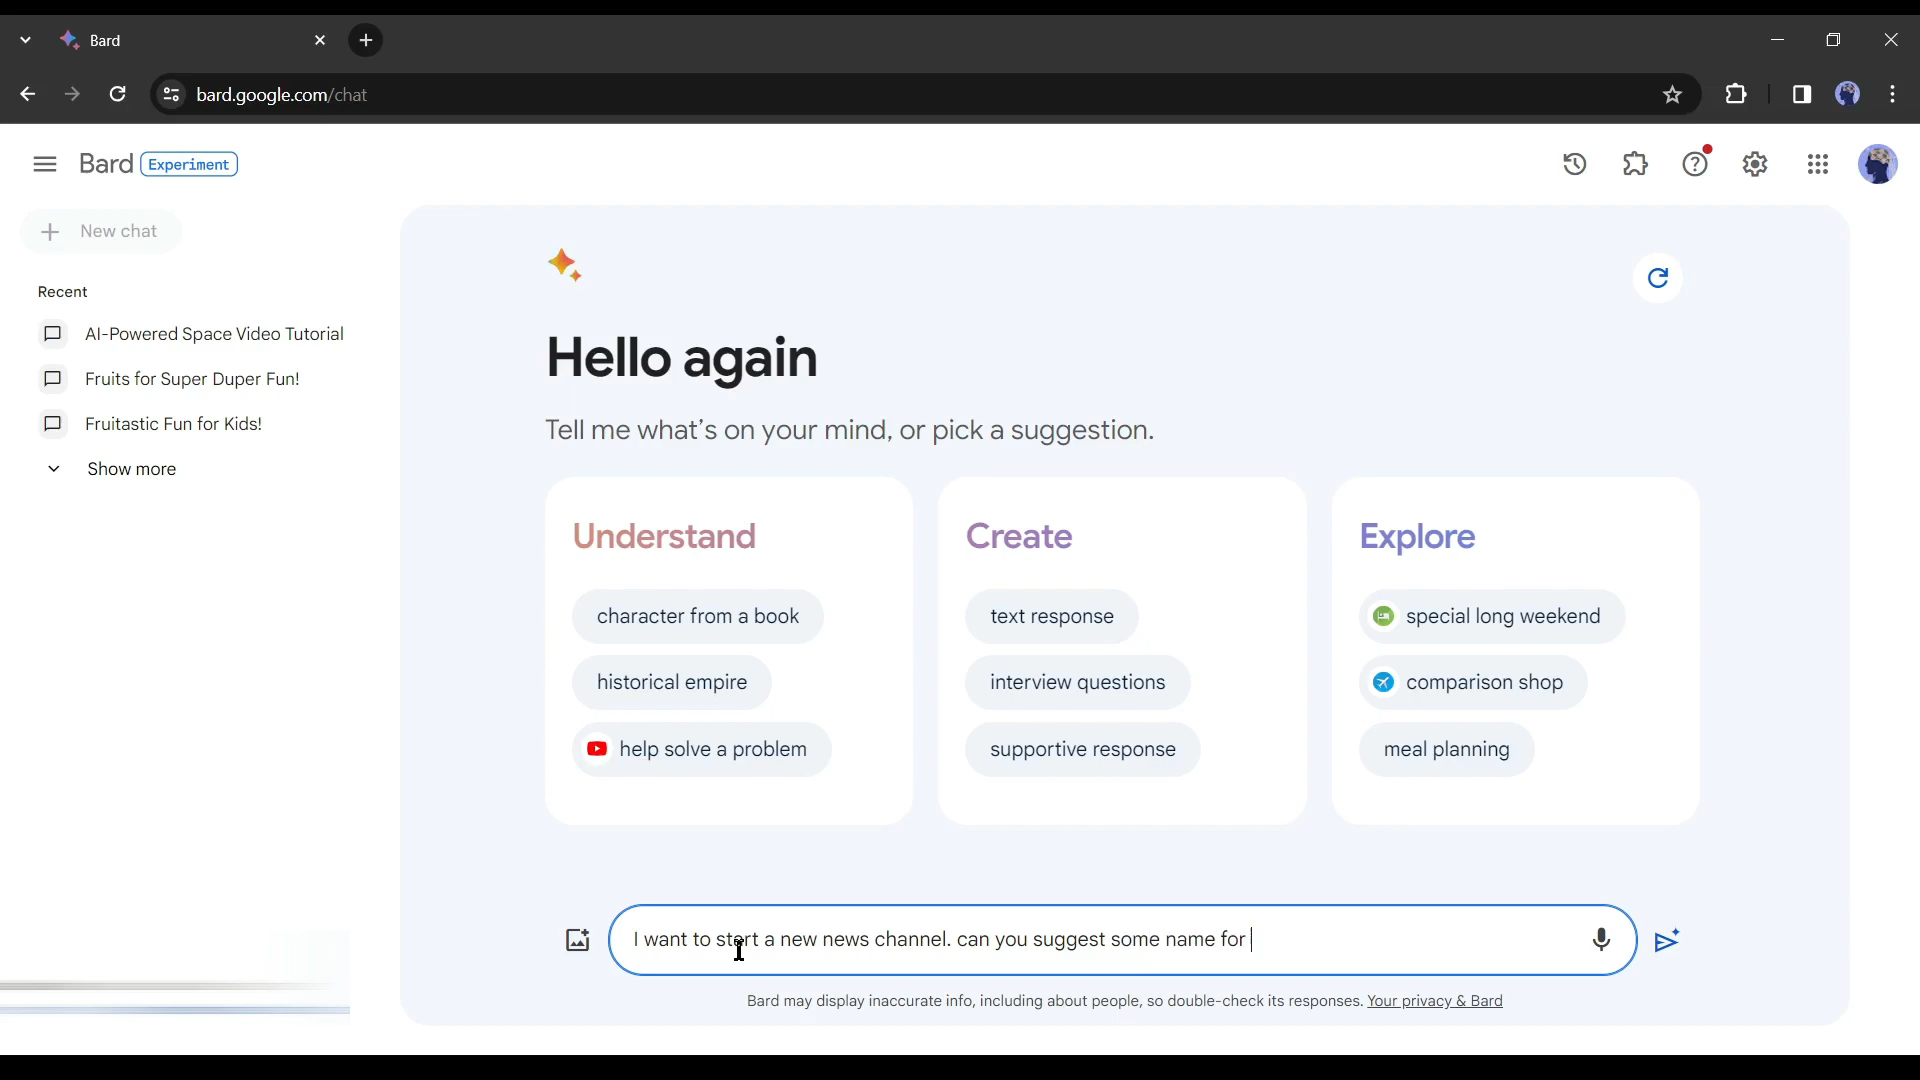 Bard
bard.google.com/chat
Bard Experiment
New chat
Recent
AI-Powered Space Video Tutorial
Fruits for Super Duper Fun!
Fruitastic Fun for Kids!
Show more
Hello again
Tell me what's on your mind, or pick a suggestion.
Understand
character from a book
historical empire
help solve a problem
Create
text response
interview questions
supportive response
Explore
special long weekend
comparison shop
meal planning
I want to start a new news channel. can you suggest some name for
Bard may display inaccurate info, including about people, so double-check its responses. Your privacy & Bard